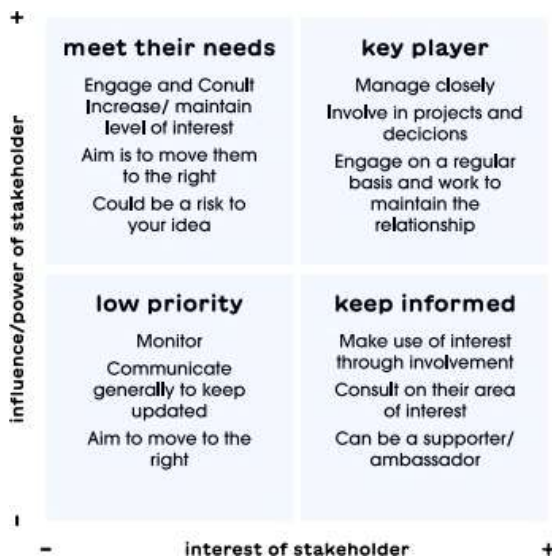 +
meet their needs
Engage and Conult
Increase/ maintain
level of interest
Aim is to move them
to the right
Could be a risk to
your idea
key player
Manage closely
Involve in projects and
decicions
Engage on a regular
basis and work to
maintain the
relationship
influence/power of stakeholder
low priority
Monitor
Communicate
generally to keep
updated
Aim to move to the
right
keep informed
Make use of interest
through involvement
Consult on their area
of interest
Can be a supporter/
ambassador
-
- interest of stakeholder +